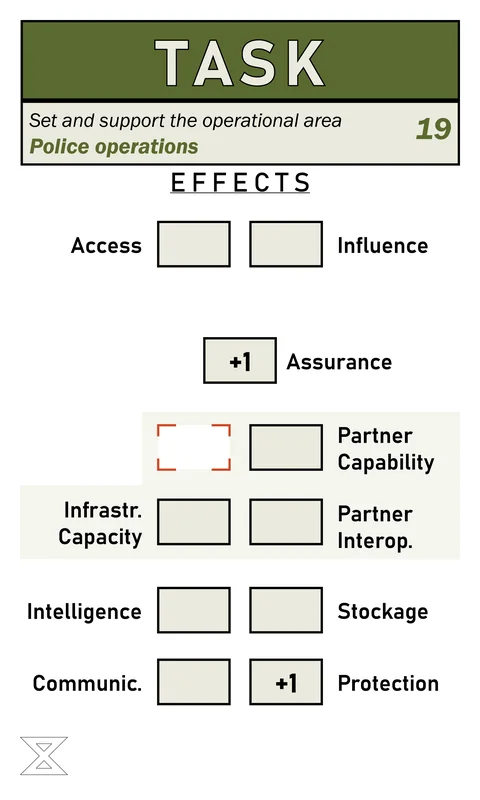 TASK
Set and support the operational area
Police operations
19
EFFECTS
Access
Influence
+1
Assurance
Partner
Capability
Infrastr.
Capacity
Partner
Interop.
Intelligence
Stockage
Communic.
+1
Protection